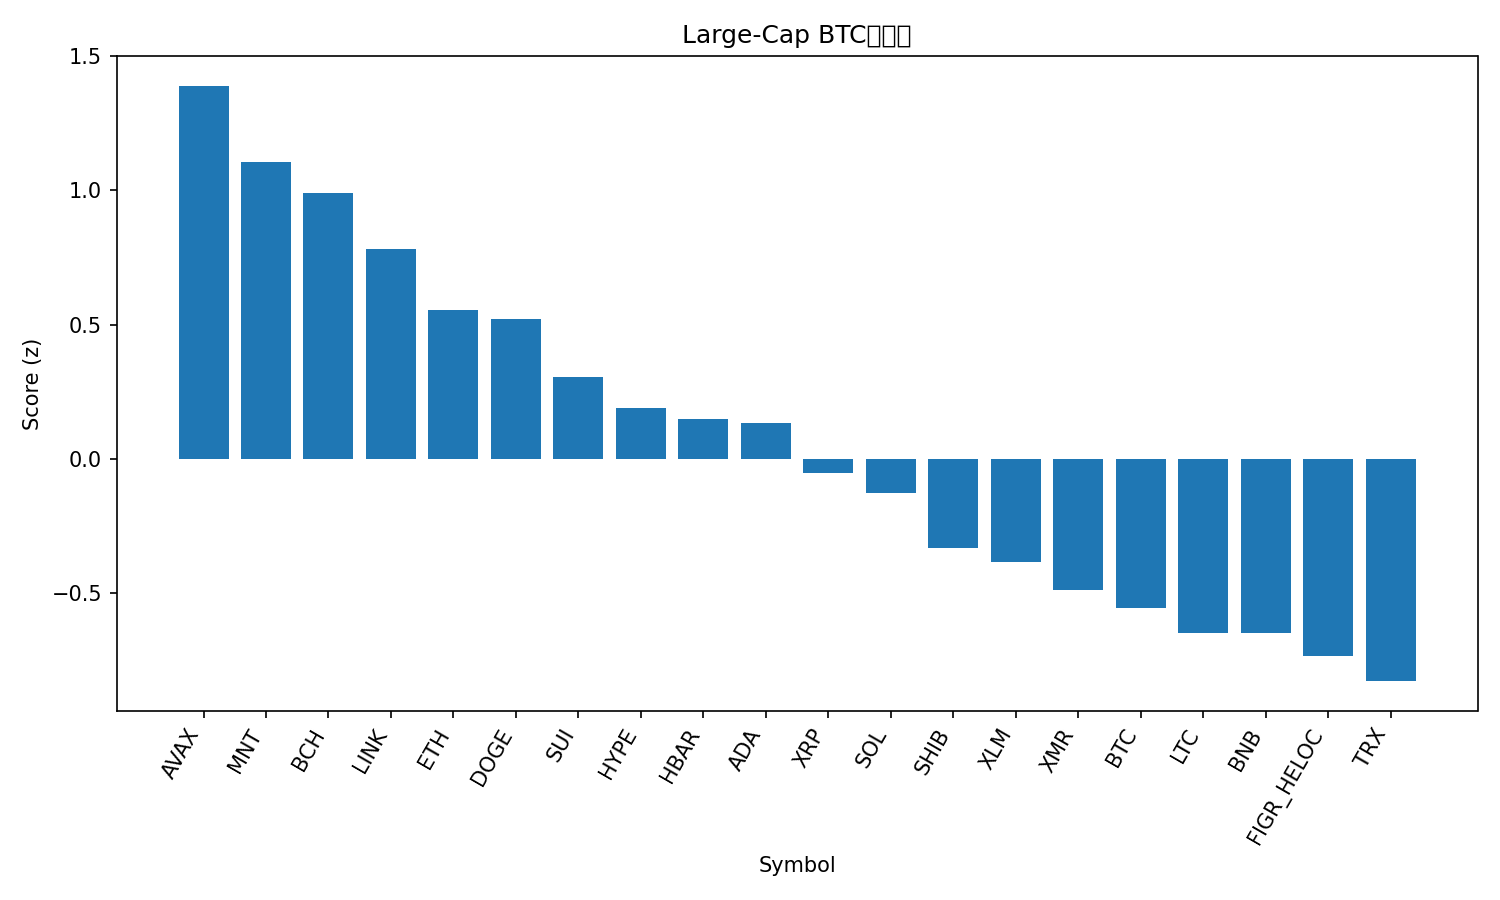 Large-Cap BTC
1.5
1.0
0.5
0.0
−0.5
Score (z)
AVAX
MNT
BCH
LINK
ETH
DOGE
SUI
HYPE
HBAR
ADA
XRP
SOL
SHIB
XLM
XMR
BTC
LTC
BNB
FIGR_HELOC
TRX
Symbol